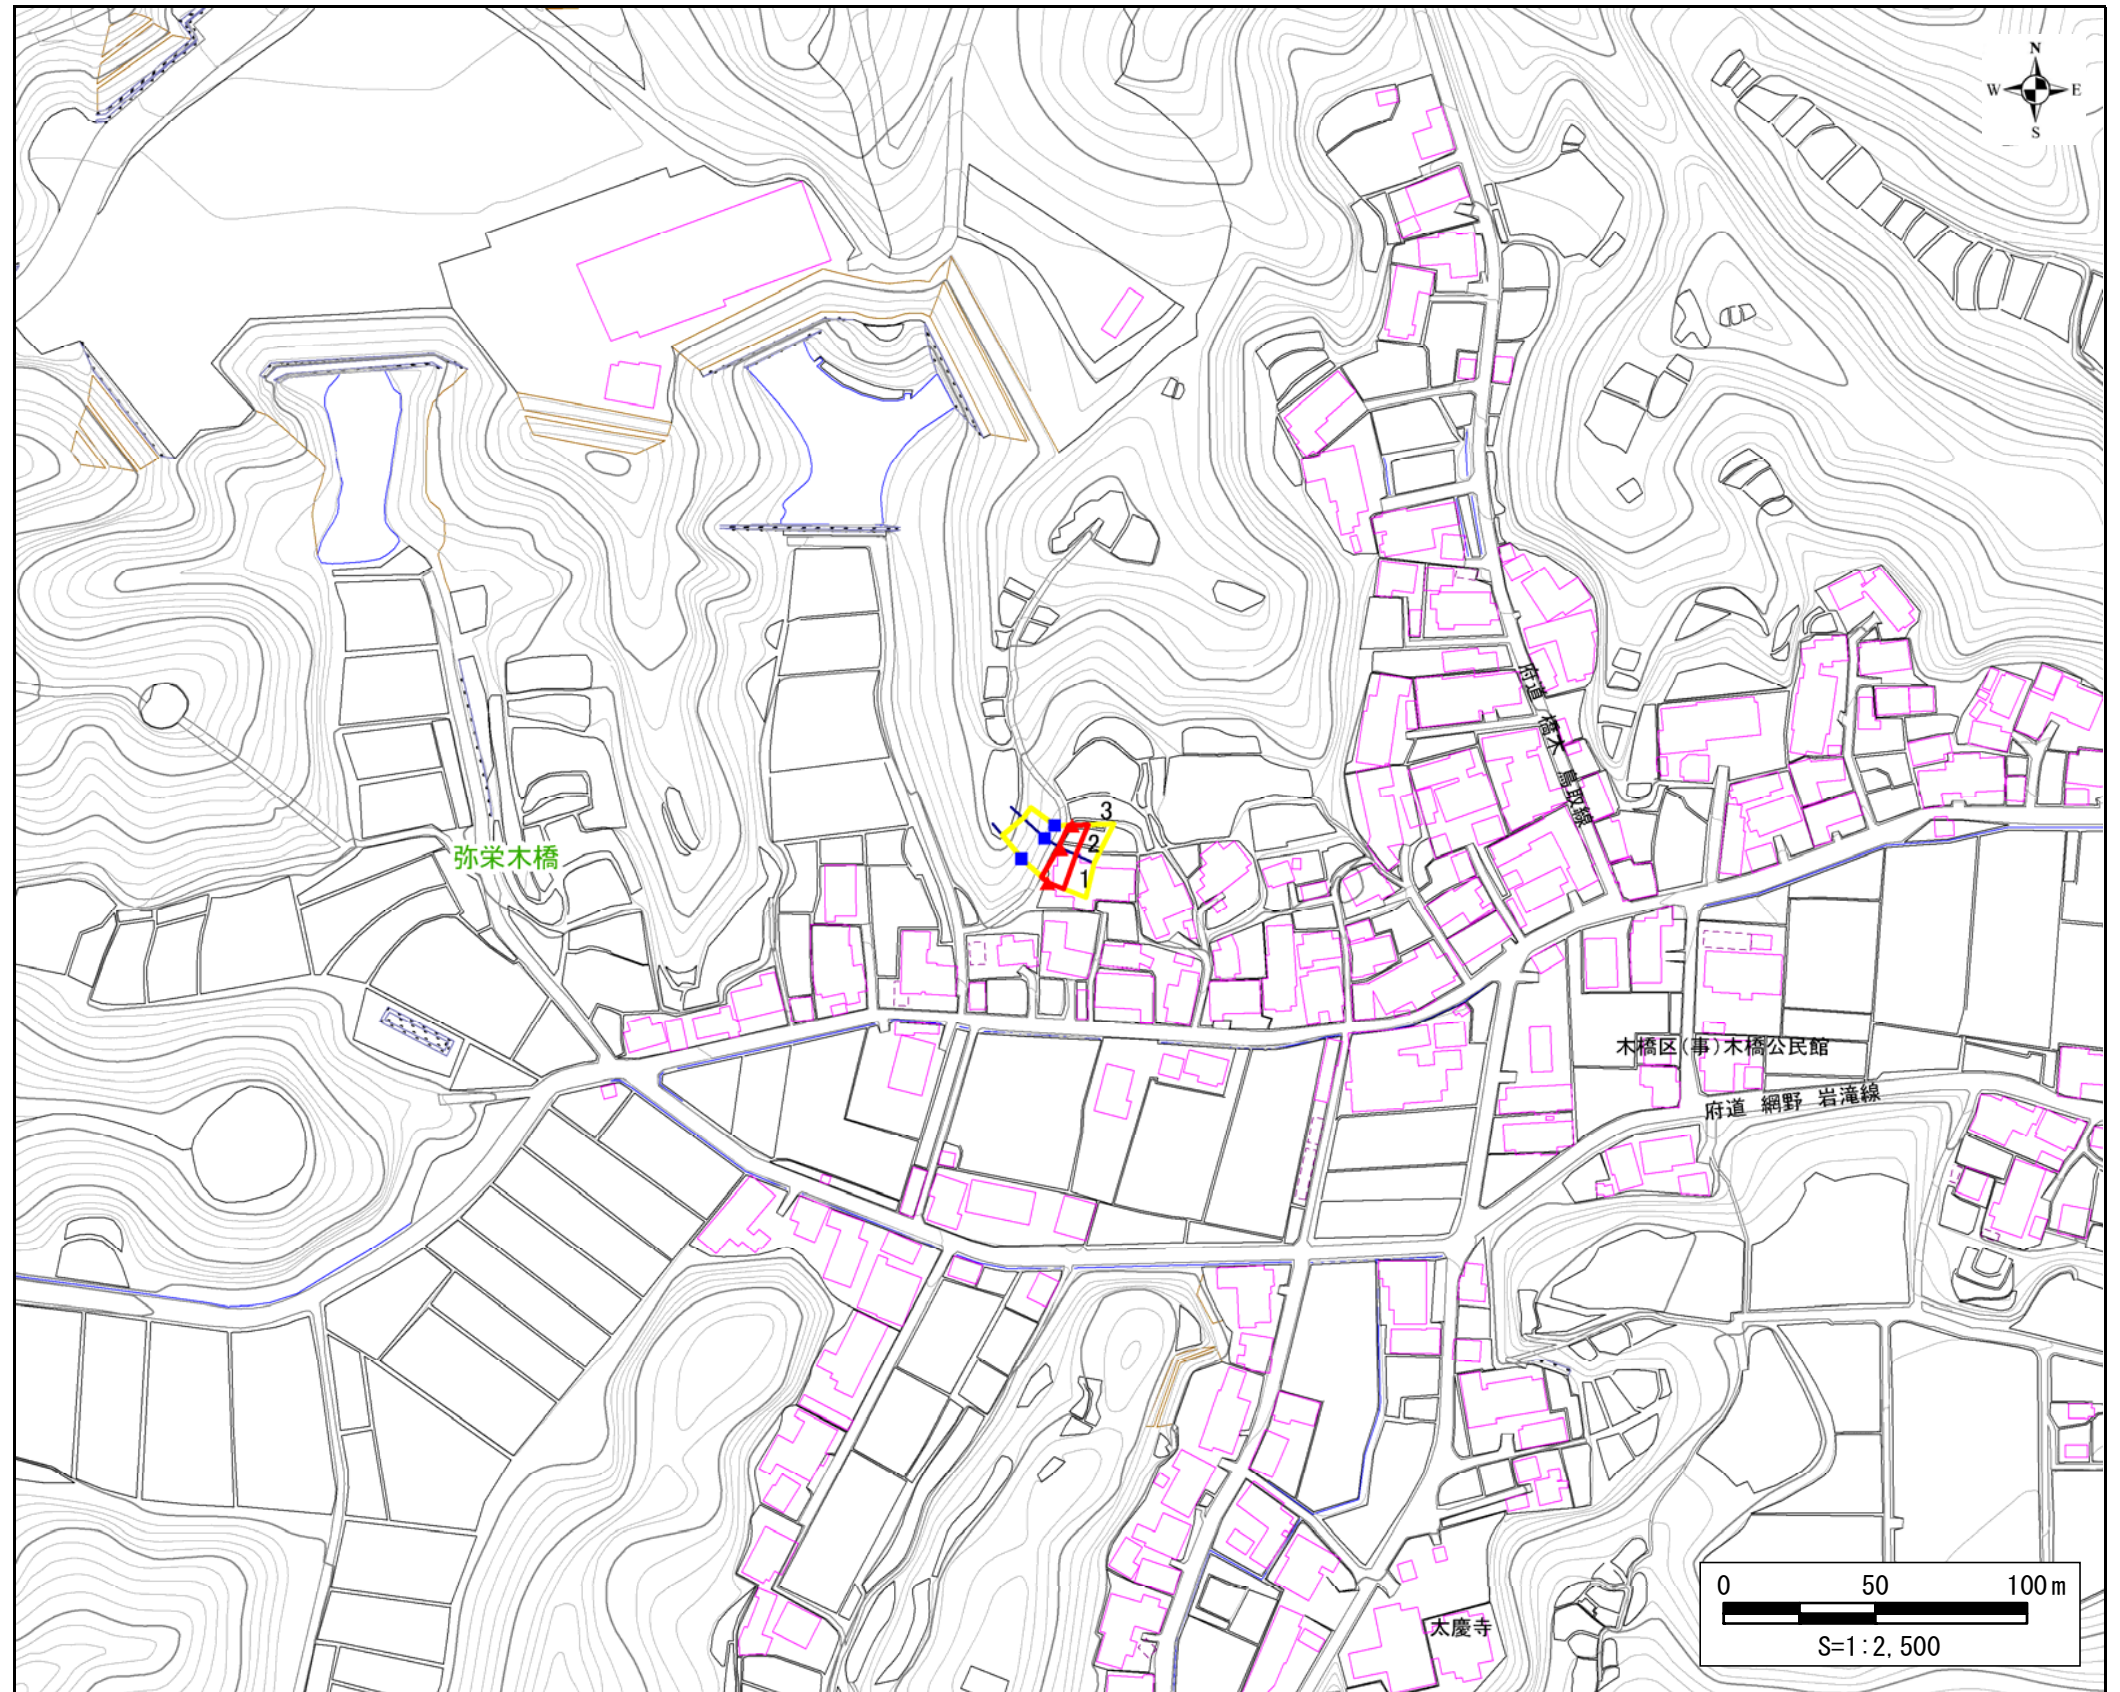 N
W E
S
府道 橋木 鳥取線
3
2
1
弥栄木橋
木橋区(事)木橋公民館
府道 網野 岩滝線
太慶寺
0 50 100m
S=1:2,500